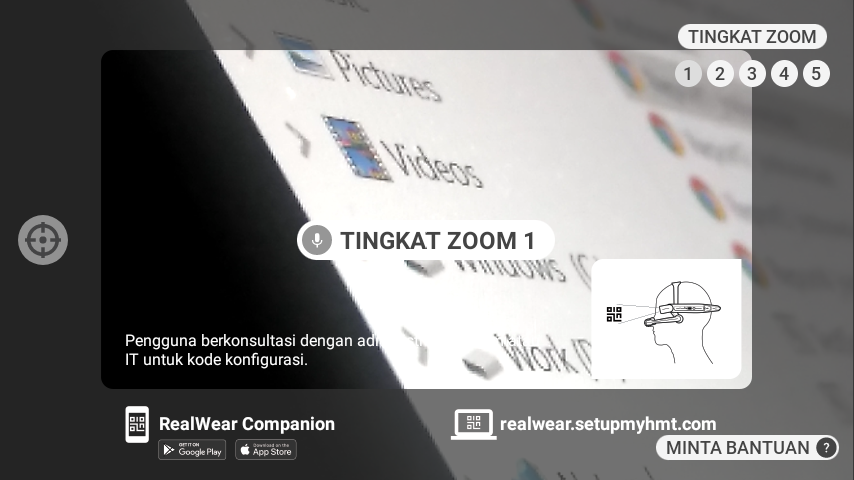 TINGKAT ZOOM
1 2 3 4 5
Pictures
Videos
TINGKAT ZOOM 1
Windows (C
Work (D
Pengguna berkonsultasi dengan
IT untuk kode konfigurasi.
RealWear Companion
GET IT ON
Google Play
Download on the
App Store
realwear.setupmyhmt.com
MINTA BANTUAN ?